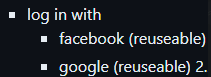 log in with
facebook (reuseable)
google (reuseable) 2.